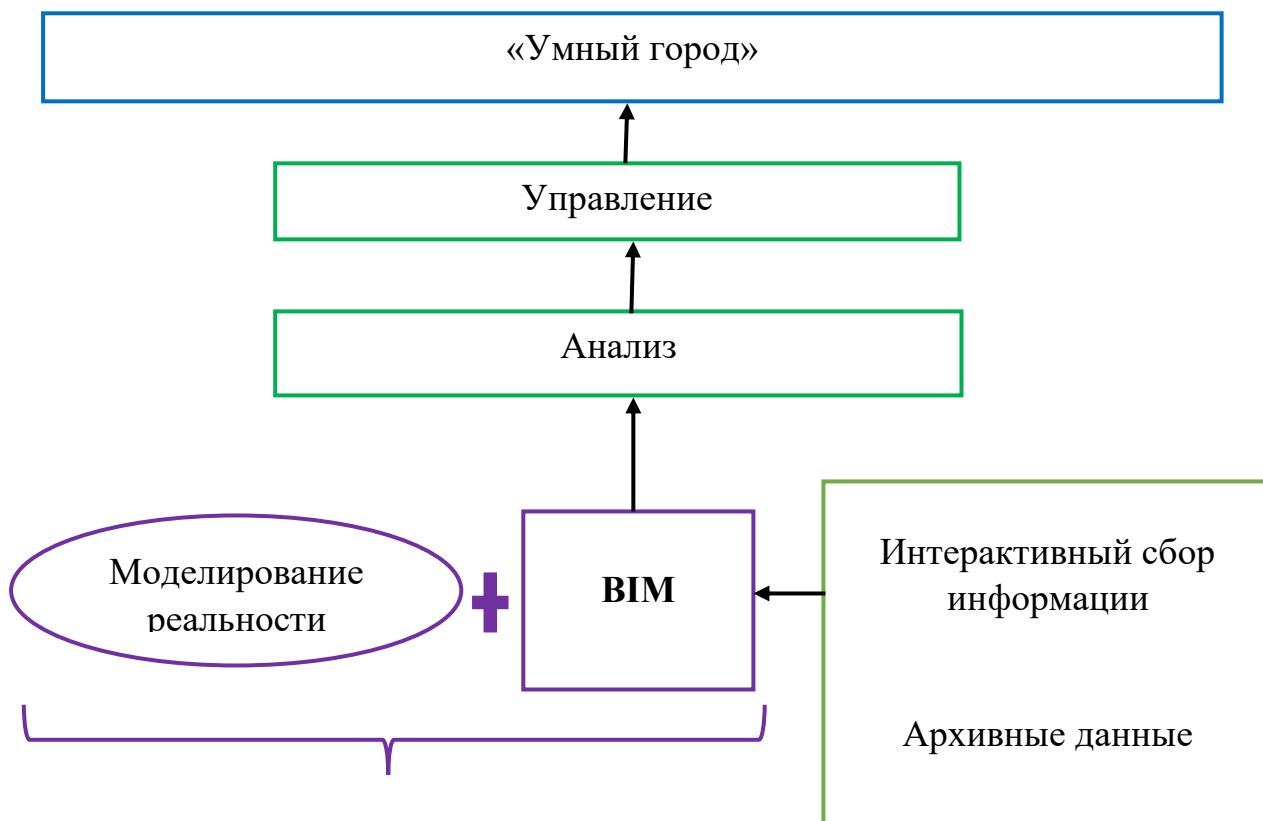 «Умный город»
Управление
Анализ
Моделирование
реальности
BIM
Интерактивный сбор
информации
Архивные данные